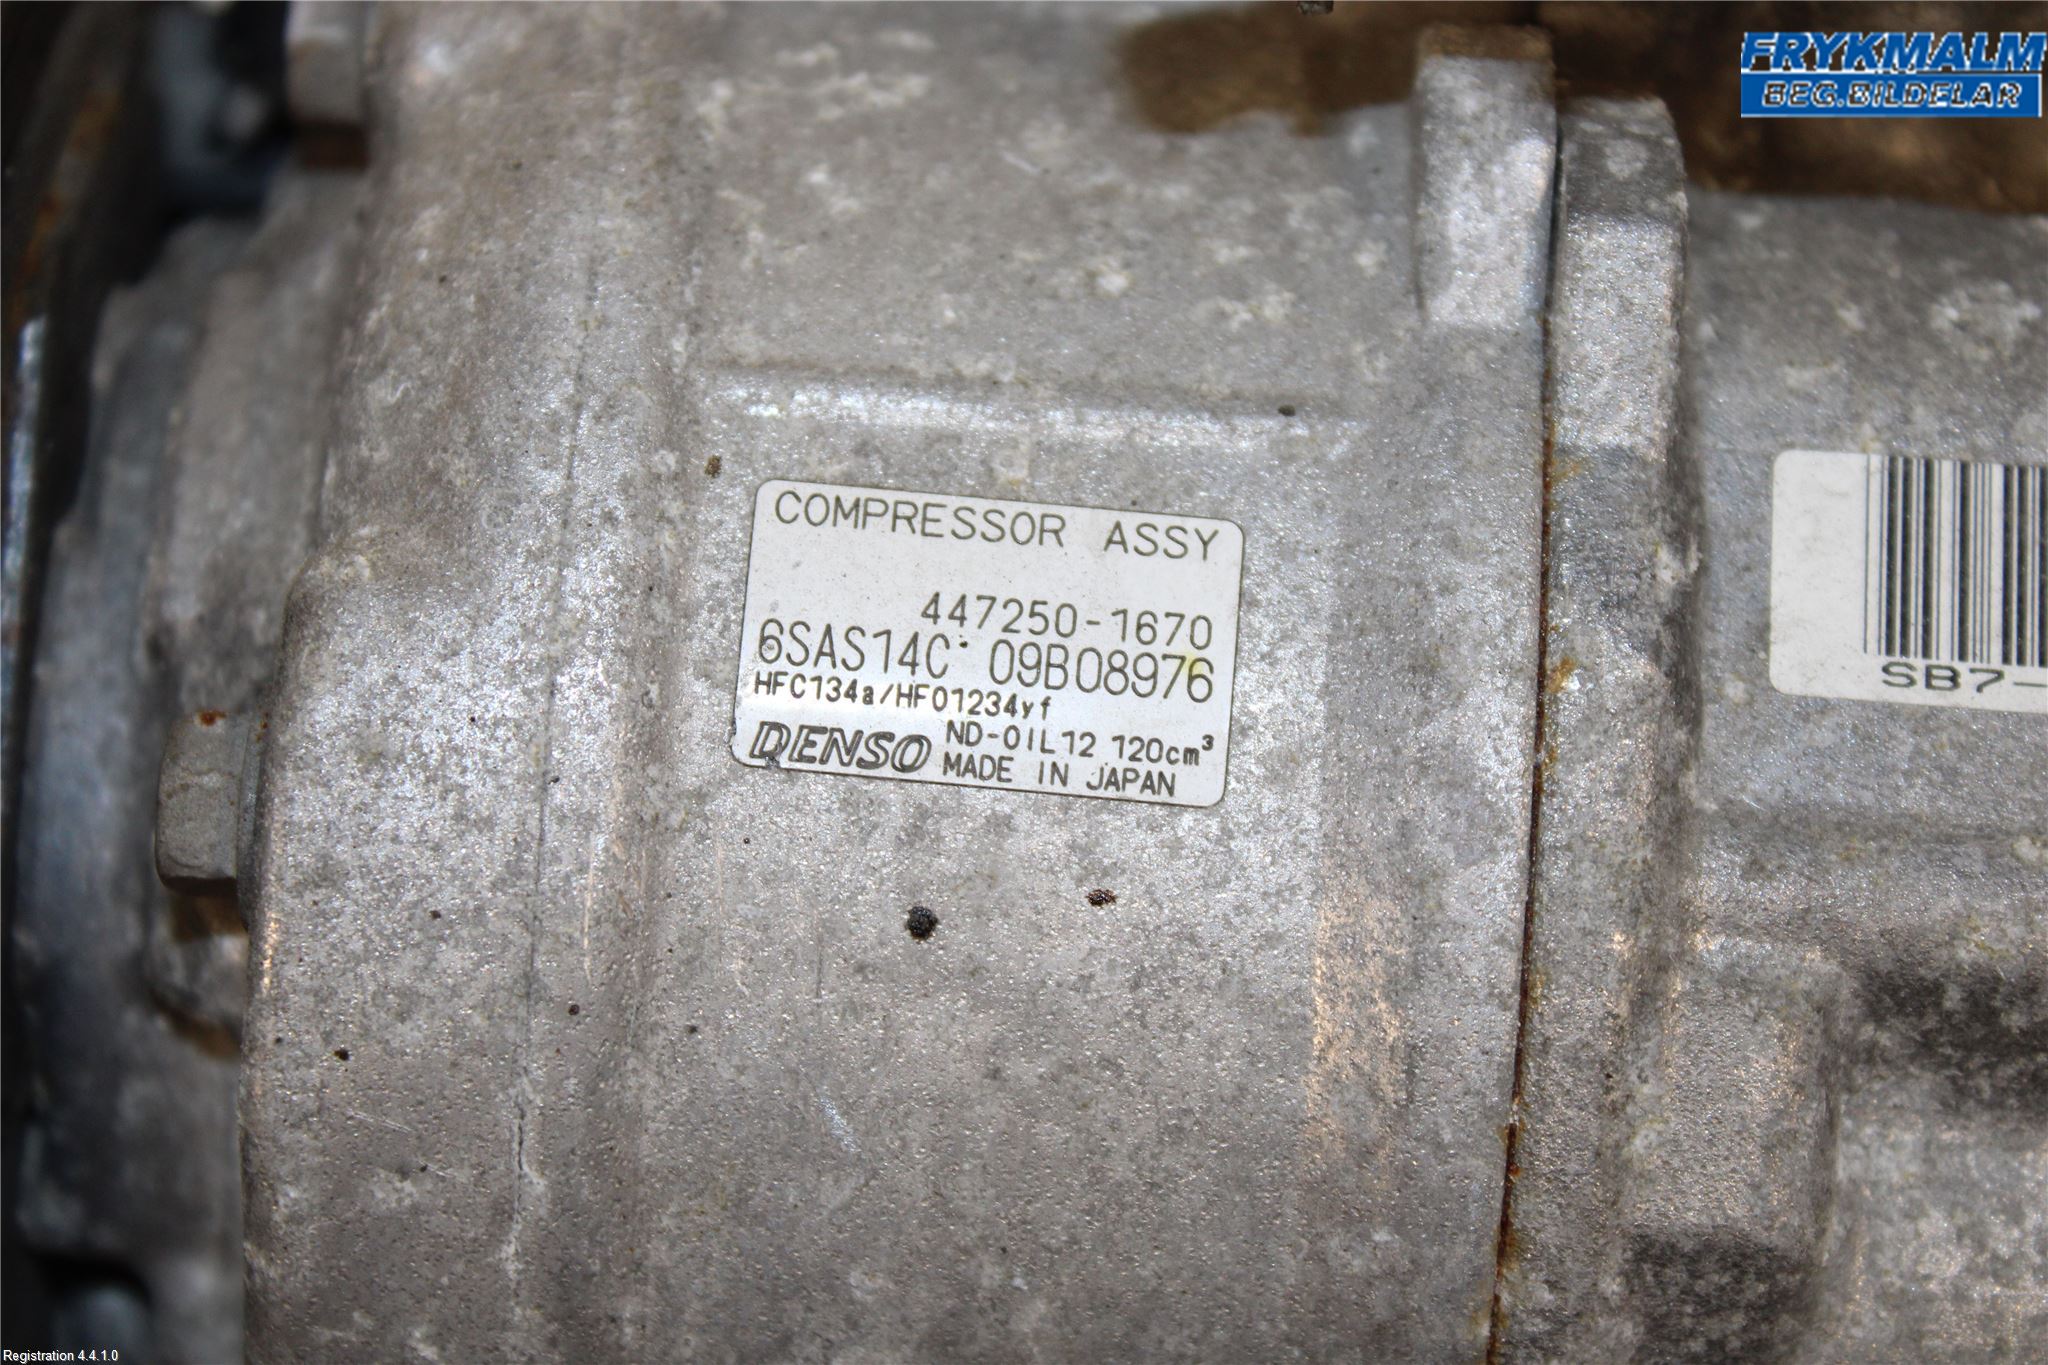 FRYKMALM
BEG.BILDELAR
COMPRESSOR ASSY
447250-1670
6SAS14C 09B08976
HFC134a/HFO1234yf
DENSO ND-OIL12 120cm³
MADE IN JAPAN
SB7-
Registration 4.4.1.0